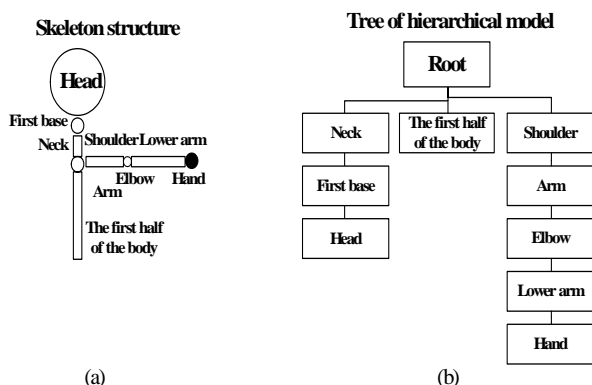 Skeleton structure
Head
First base
Neck
Shoulder Lower arm
Elbow
Hand
Arm
The first half
of the body
(a)
Tree of hierarchical model
Root
Neck
The first half
of the body
Shoulder
First base
Arm
Head
Elbow
Lower arm
Hand
(b)